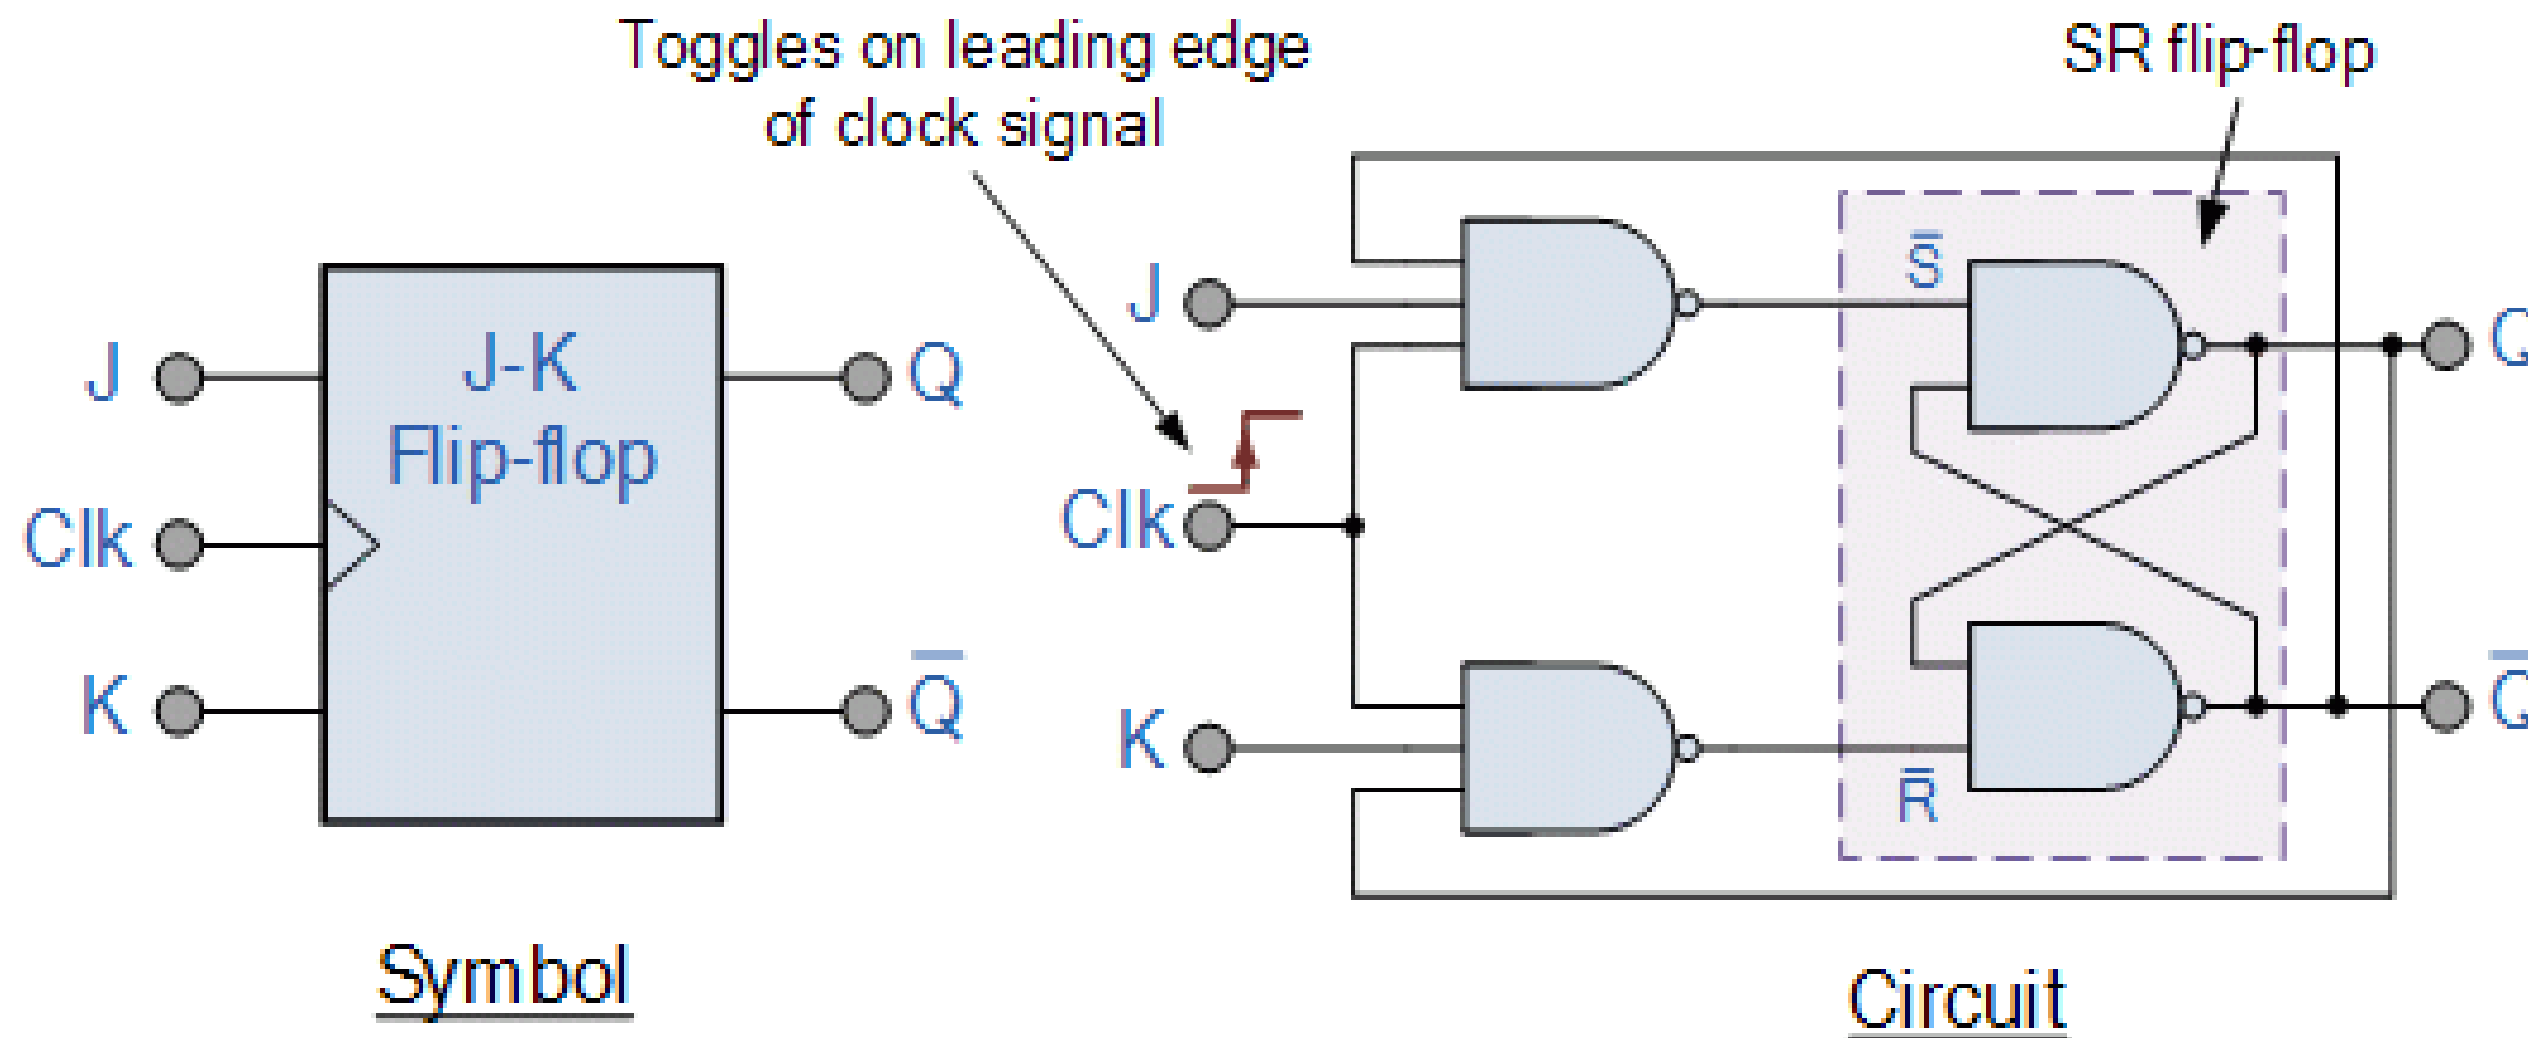 Toggles on leading edge
of clock signal
SR flip-flop
J-K
Flip-flop
J
Clk
K
Q
Q̅
J
Clk
K
S̅
R̅
Q
Q̅
Symbol
Circuit